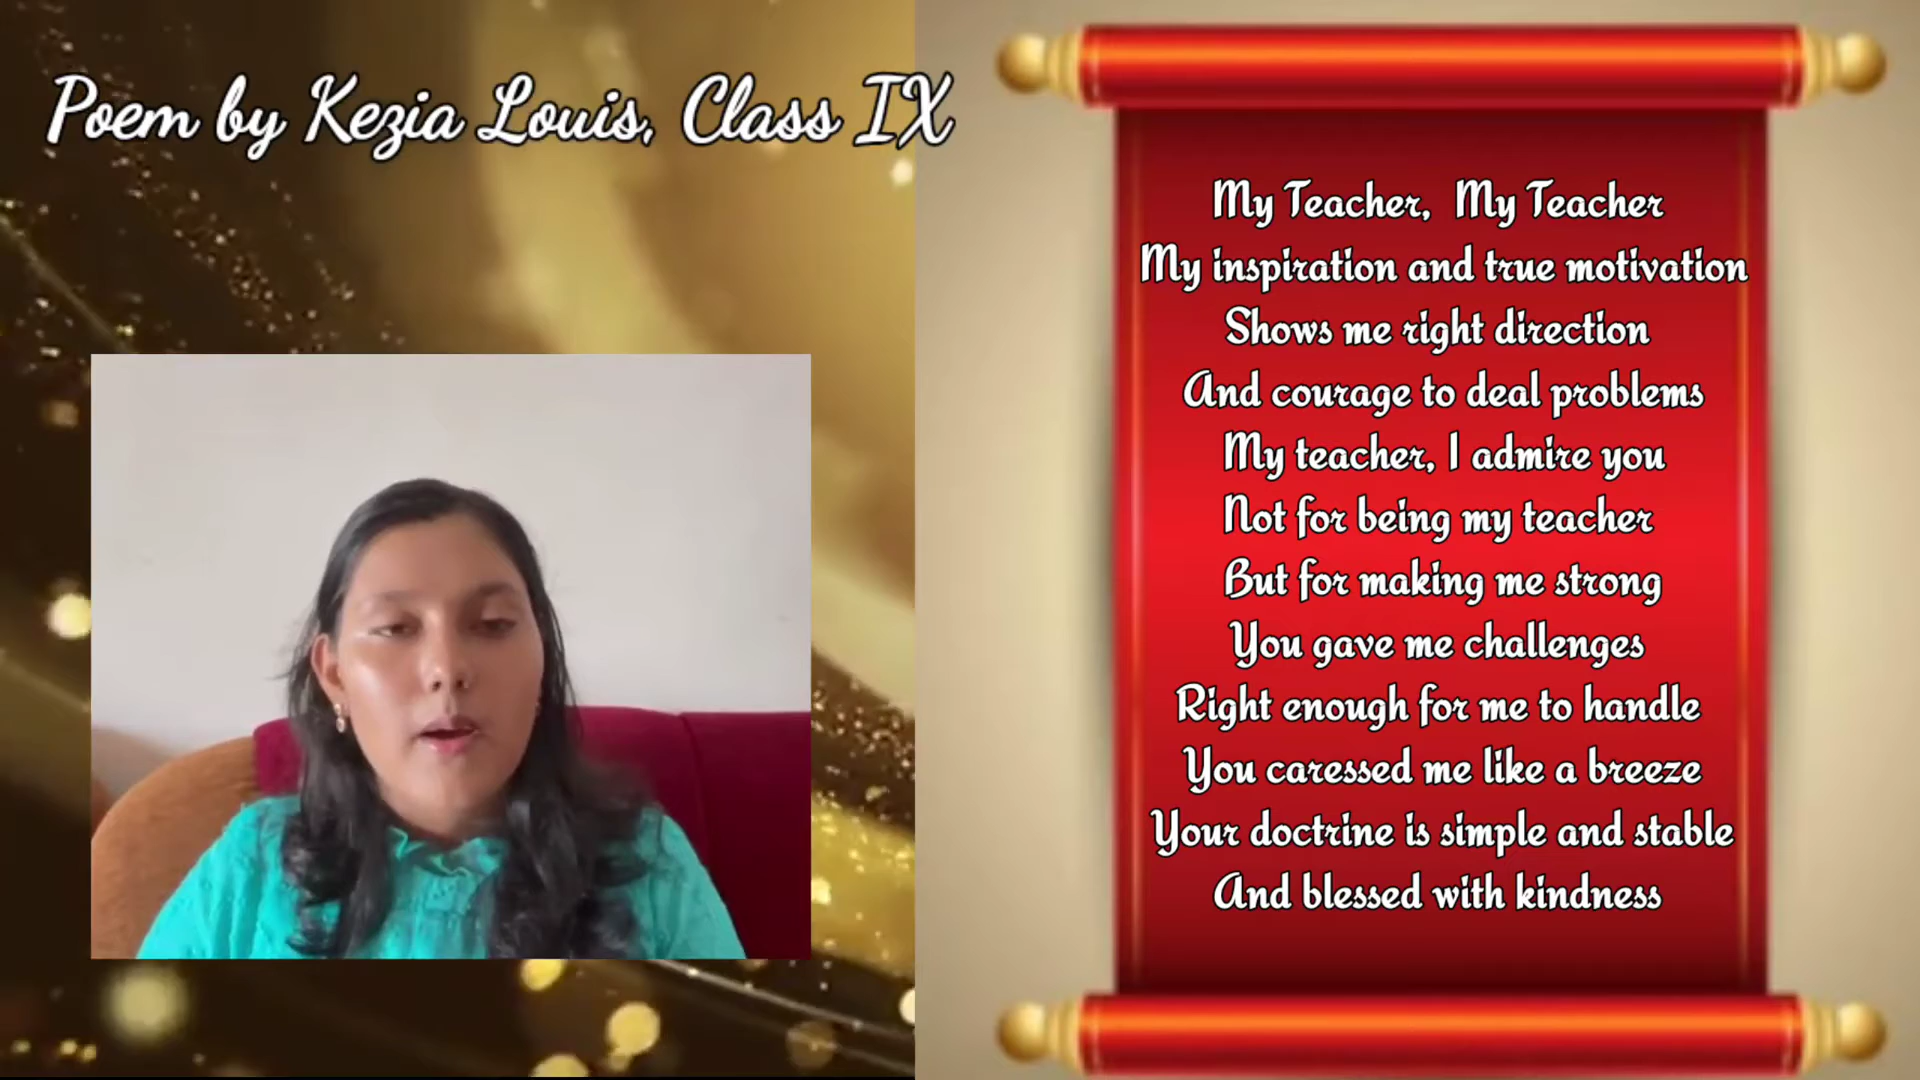 Poem by Kezia Louis, Class IX
My Teacher, My Teacher
My inspiration and true motivation
Shows me right direction
And courage to deal problems
My teacher, I admire you
Not for being my teacher
But for making me strong
You gave me challenges
Right enough for me to handle
You caressed me like a breeze
Your doctrine is simple and stable
And blessed with kindness